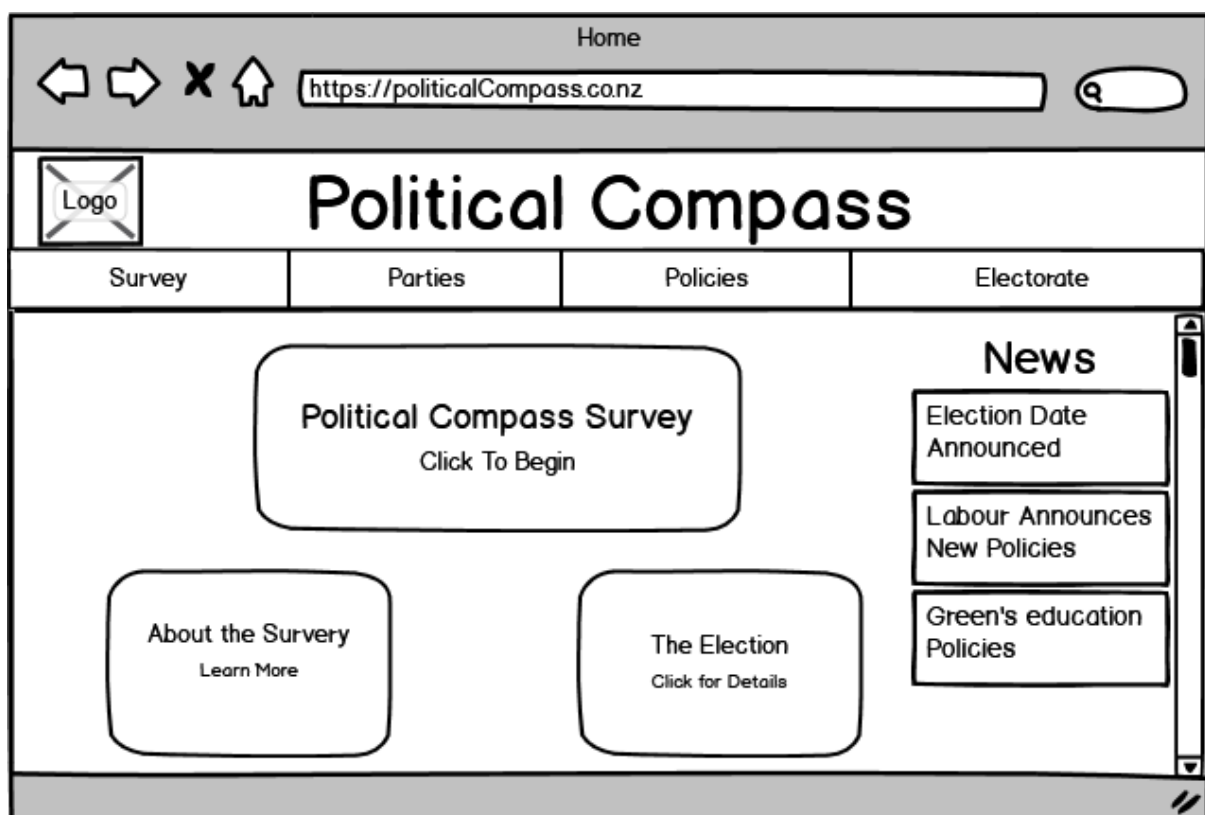 Home
https://politicalCompass.co.nz
Logo
Political Compass
Survey
Parties
Policies
Electorate
Political Compass Survey
Click To Begin
About the Survery
Learn More
The Election
Click for Details
News
Election Date
Announced
Labour Announces
New Policies
Green's education
Policies